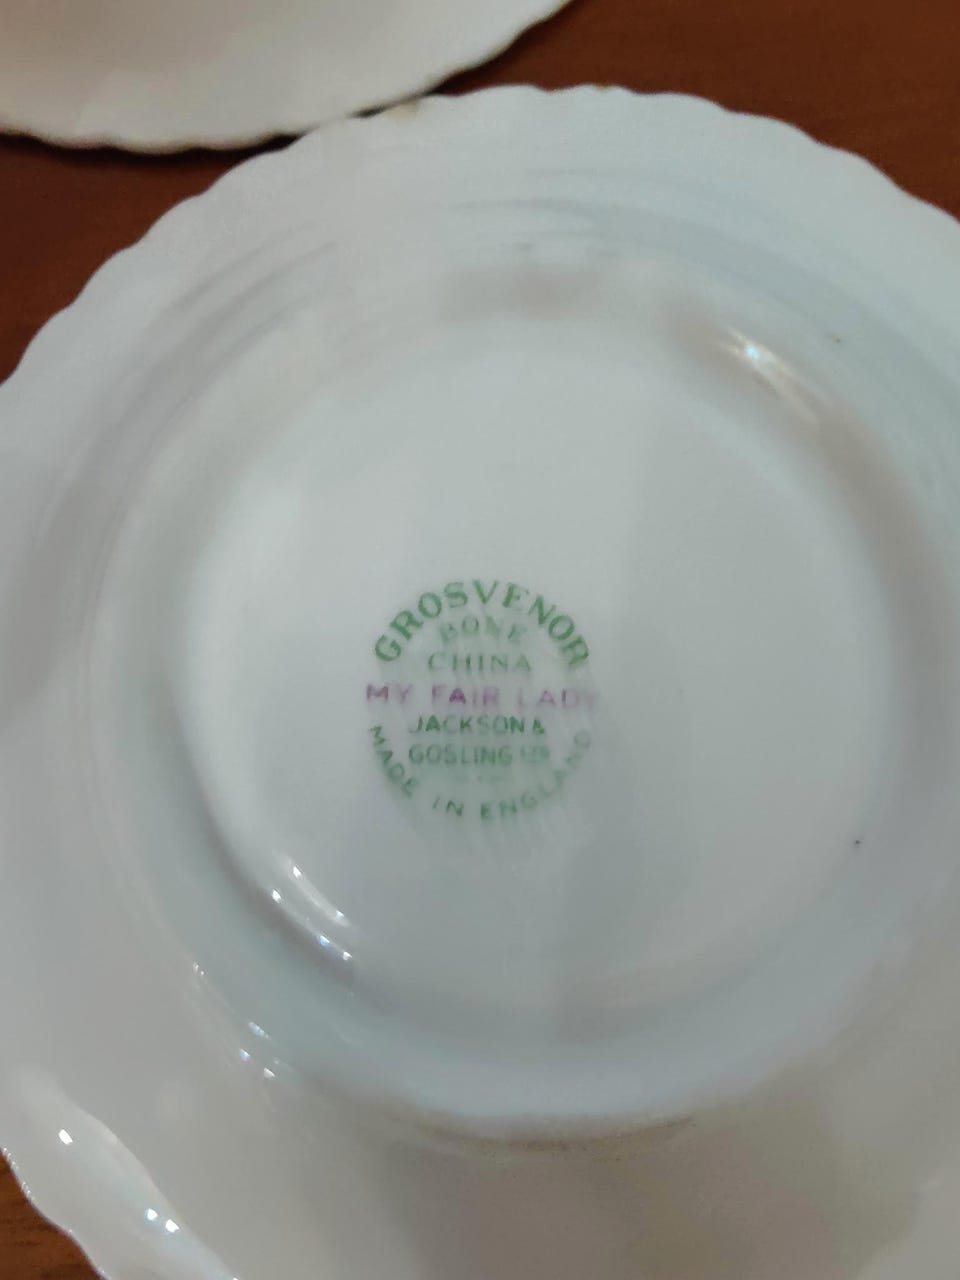 GROSVENOR
BONE
CHINA
MY FAIR LADY
JACKSON &
GOSLING LTD
MADE IN ENGLAND